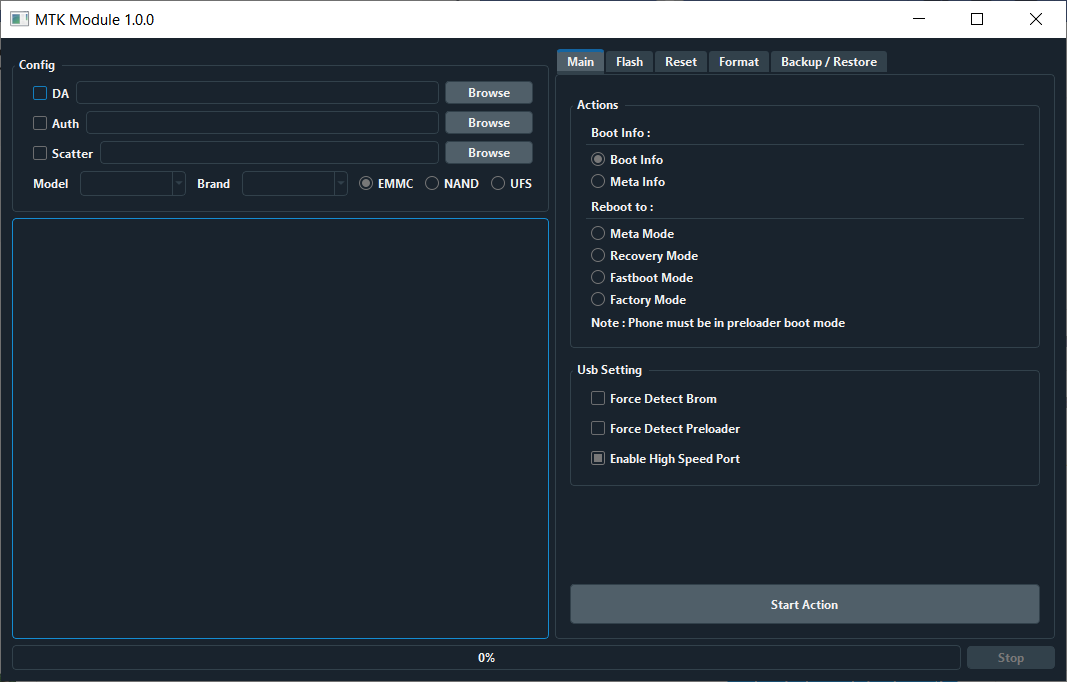 MTK Module 1.0.0
Config
DA Browse
Auth Browse
Scatter Browse
Model Brand EMMC NAND UFS
Main Flash Reset Format Backup / Restore
Actions
Boot Info :
Boot Info
Meta Info
Reboot to :
Meta Mode
Recovery Mode
Fastboot Mode
Factory Mode
Note : Phone must be in preloader boot mode
Usb Setting
Force Detect Brom
Force Detect Preloader
Enable High Speed Port
Start Action
0%
Stop